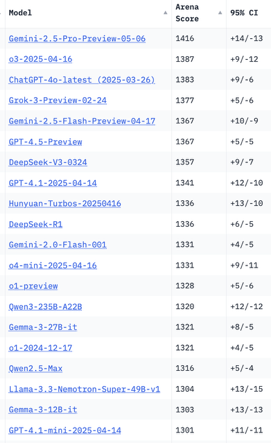 Model Arena Score 95% CI
Gemini-2.5-Pro-Preview-05-06 1416 +14/-13
o3-2025-04-16 1387 +9/-12
ChatGPT-4o-latest (2025-03-26) 1383 +9/-6
Grok-3-Preview-02-24 1377 +5/-6
Gemini-2.5-Flash-Preview-04-17 1367 +10/-9
GPT-4.5-Preview 1367 +5/-5
DeepSeek-V3-0324 1357 +9/-7
GPT-4.1-2025-04-14 1341 +12/-10
Hunyuan-Turbos-20250416 1336 +13/-10
DeepSeek-R1 1336 +6/-5
Gemini-2.0-Flash-001 1331 +4/-5
o4-mini-2025-04-16 1331 +9/-11
o1-preview 1328 +5/-6
Qwen3-235B-A22B 1320 +12/-12
Gemma-3-27B-it 1321 +8/-5
o1-2024-12-17 1321 +4/-5
Qwen2.5-Max 1316 +5/-4
Llama-3.3-Nemotron-Super-49B-v1 1304 +13/-15
Gemma-3-12B-it 1303 +13/-13
GPT-4.1-mini-2025-04-14 1301 +11/-11